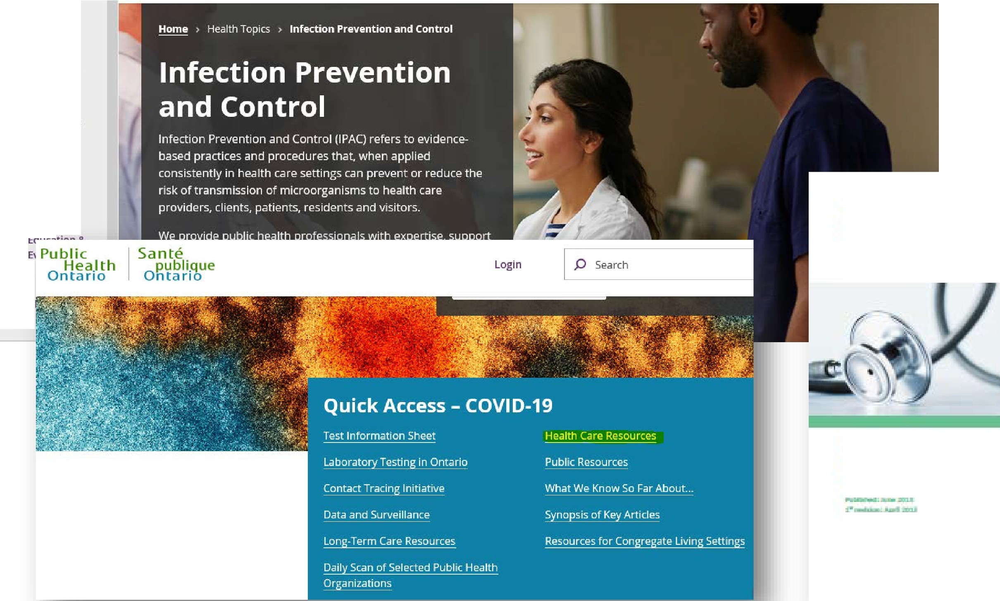 Home › Health Topics › Infection Prevention and Control
Infection Prevention
and Control
Infection Prevention and Control (IPAC) refers to evidence-
based practices and procedures that, when applied
consistently in health care settings can prevent or reduce the
risk of transmission of microorganisms to health care
providers, clients, patients, residents and visitors.
We provide public health professionals with expertise, support
Education &
Public
Health
Ontario
Santé
publique
Ontario
Login
Search
Quick Access – COVID-19
Test Information Sheet
Health Care Resources
Laboratory Testing in Ontario
Public Resources
Contact Tracing Initiative
What We Know So Far About...
Data and Surveillance
Synopsis of Key Articles
Long-Term Care Resources
Resources for Congregate Living Settings
Daily Scan of Selected Public Health
Organizations